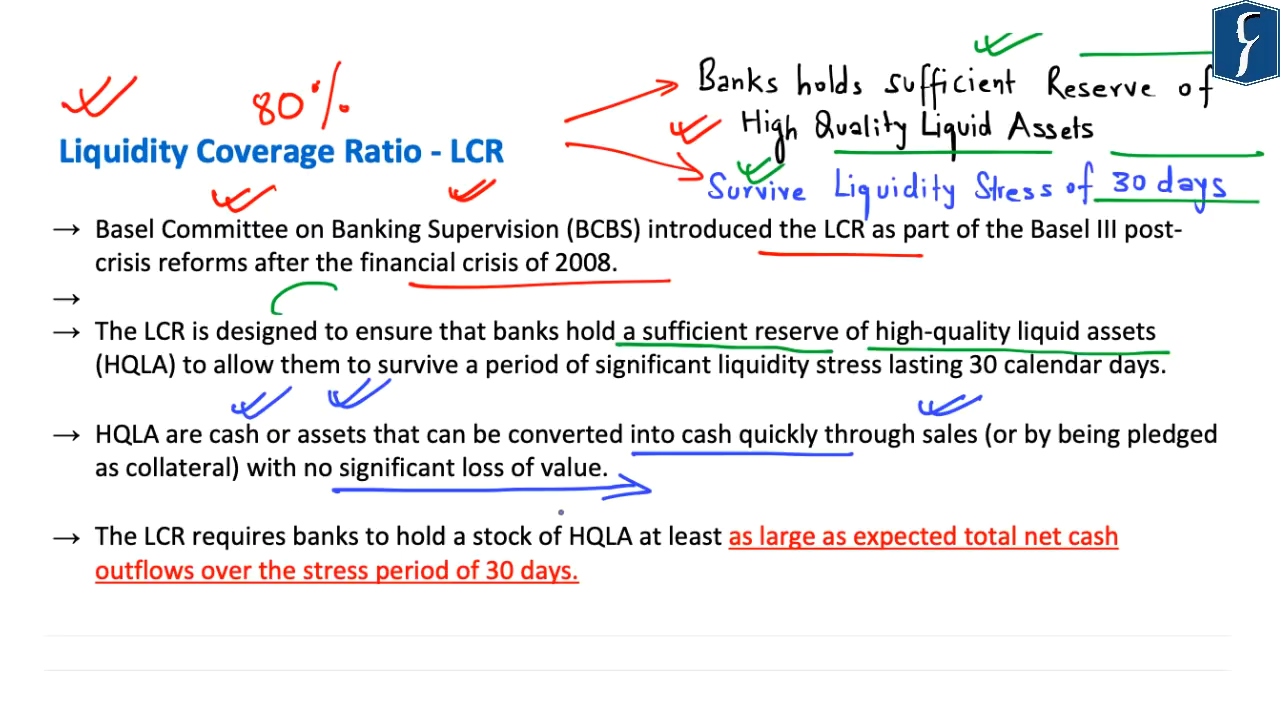 80%
Banks holds sufficient Reserve of
High Quality Liquid Assets
Liquidity Coverage Ratio - LCR
Survive Liquidity Stress of 30 days
→ Basel Committee on Banking Supervision (BCBS) introduced the LCR as part of the Basel III post-
crisis reforms after the financial crisis of 2008.
→
→ The LCR is designed to ensure that banks hold a sufficient reserve of high-quality liquid assets
(HQLA) to allow them to survive a period of significant liquidity stress lasting 30 calendar days.
→ HQLA are cash or assets that can be converted into cash quickly through sales (or by being pledged
as collateral) with no significant loss of value.
→ The LCR requires banks to hold a stock of HQLA at least as large as expected total net cash
outflows over the stress period of 30 days.